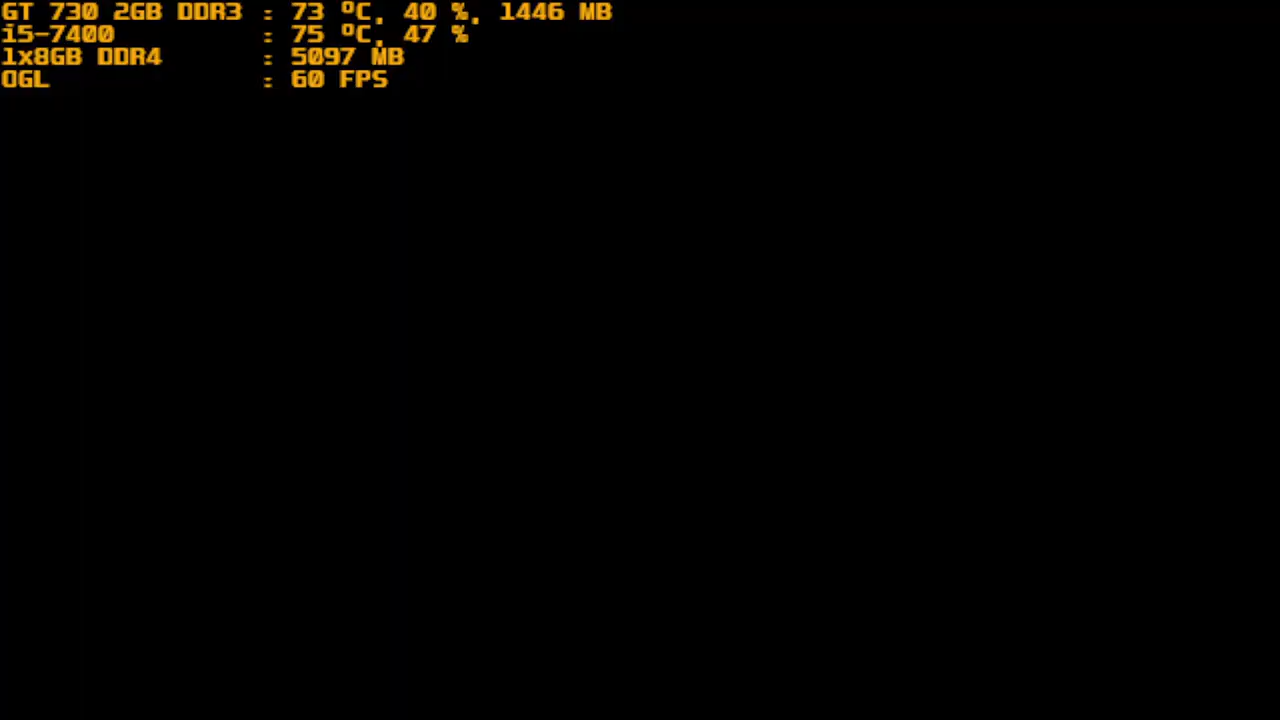 GT 730 2GB DDR3 : 73 ºC, 40 %, 1446 MB
i5-7400 : 75 ºC, 47 %
1x8GB DDR4 : 5097 MB
OGL : 60 FPS